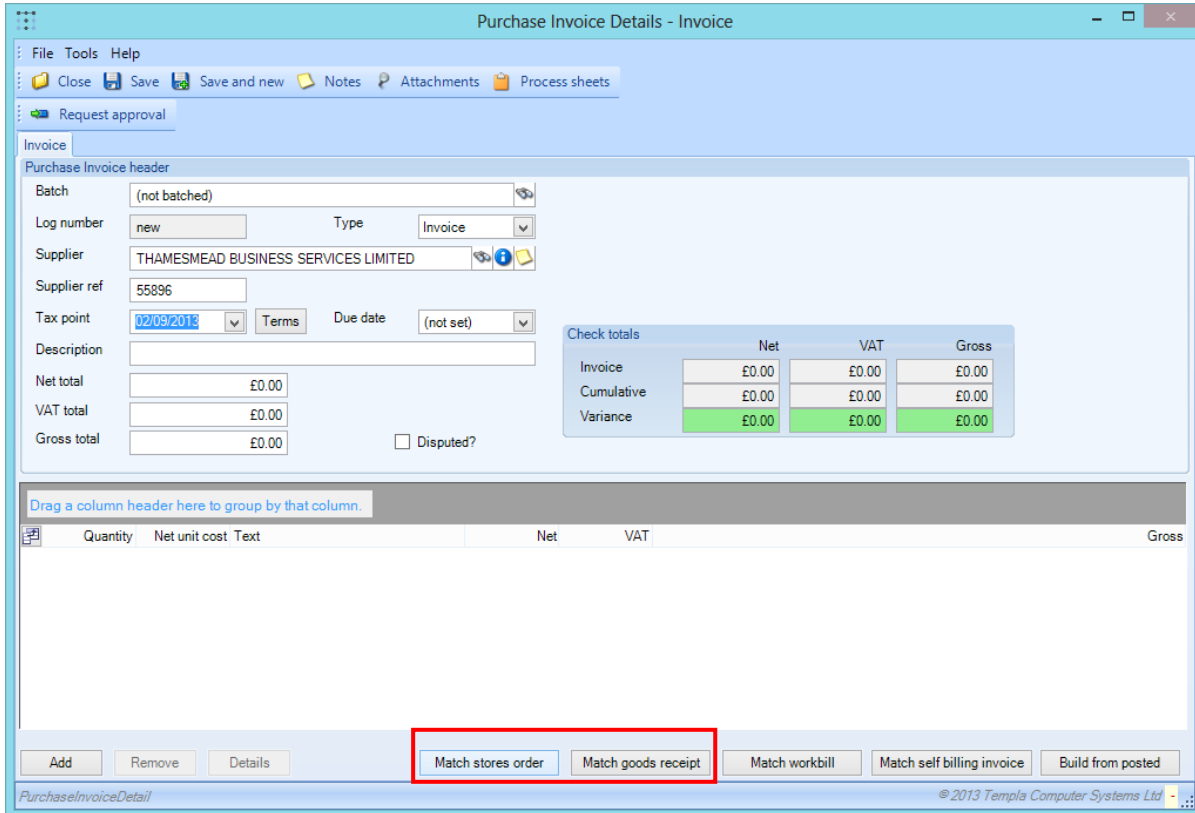 Purchase Invoice Details - Invoice
File Tools Help
Close Save Save and new Notes Attachments Process sheets
Request approval
Invoice
Purchase Invoice header
Batch (not batched)
Log number new Type Invoice
Supplier THAMESMEAD BUSINESS SERVICES LIMITED
Supplier ref 55896
Tax point 02/09/2013 Terms Due date (not set)
Description
Check totals Net VAT Gross
Net total £0.00 Invoice £0.00 £0.00 £0.00
VAT total £0.00 Cumulative £0.00 £0.00 £0.00
Gross total £0.00 Disputed? Variance £0.00 £0.00 £0.00
Drag a column header here to group by that column.
Quantity Net unit cost Text Net VAT Gross
Add Remove Details Match stores order Match goods receipt Match workbill Match self billing invoice Build from posted
PurchaseInvoiceDetail © 2013 Templa Computer Systems Ltd -